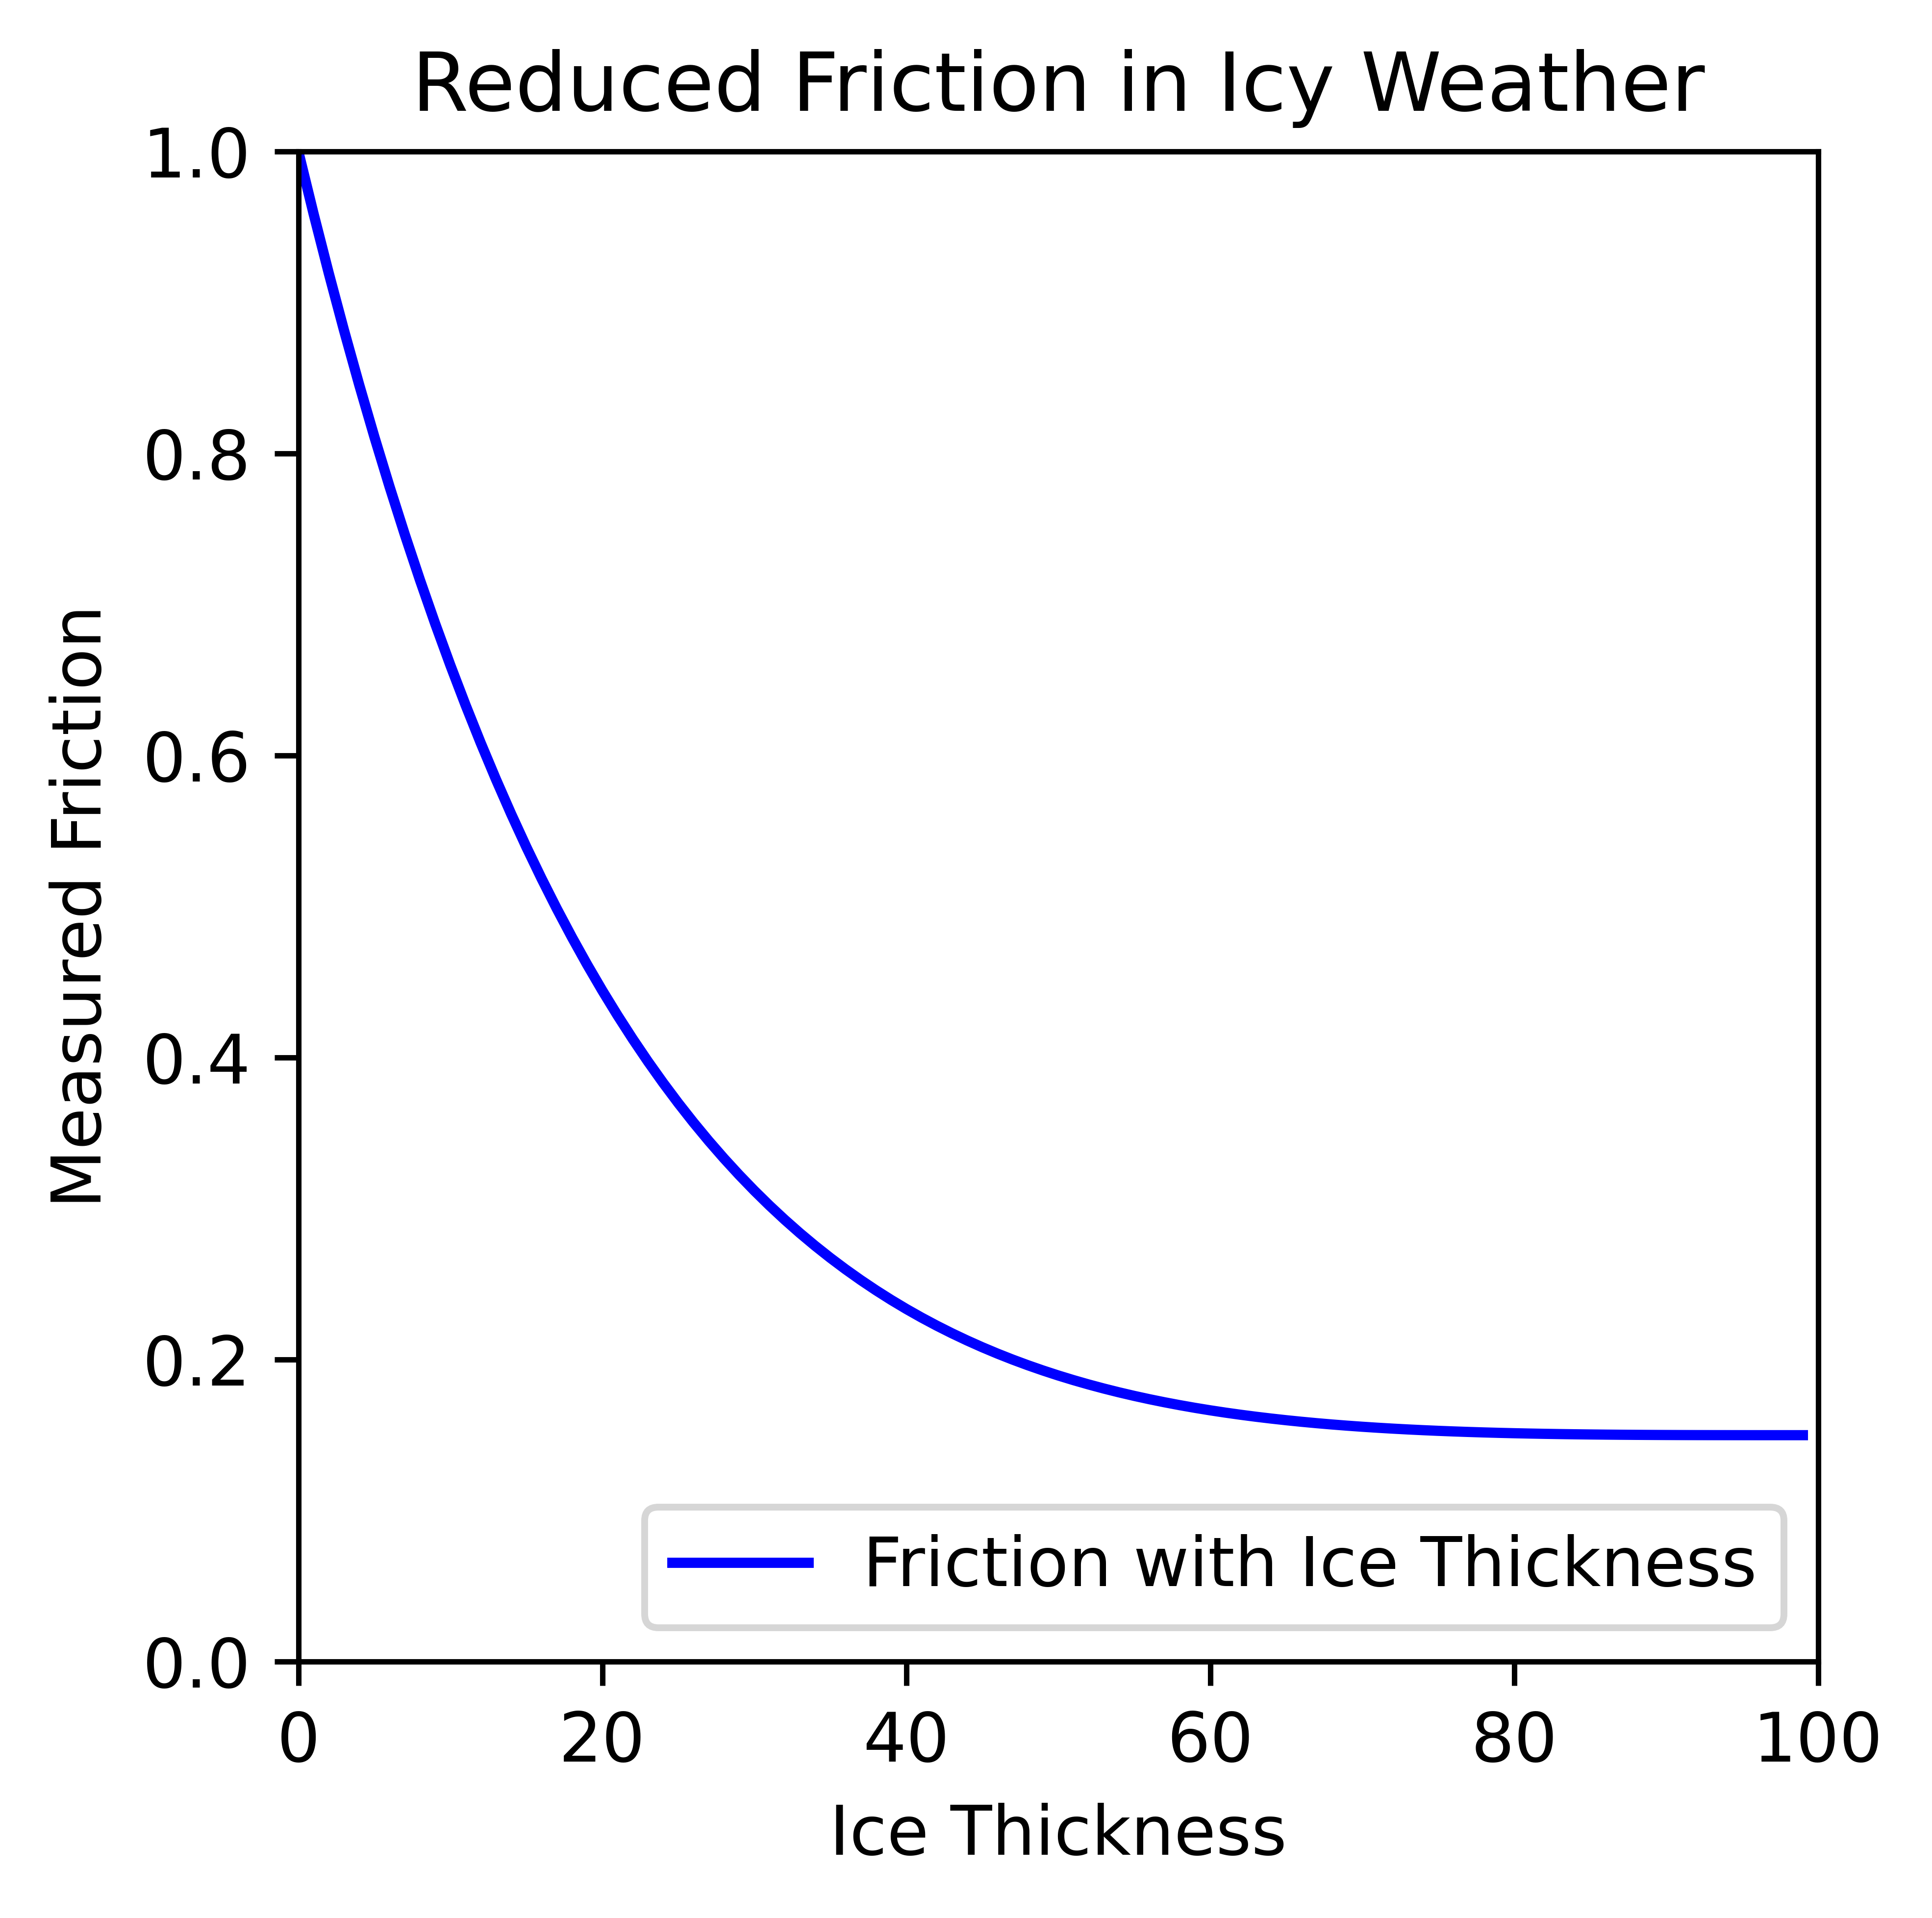 Reduced Friction in Icy Weather
1.0
0.8
0.6
0.4
0.2
0.0
Measured Friction
Friction with Ice Thickness
0 20 40 60 80 100
Ice Thickness